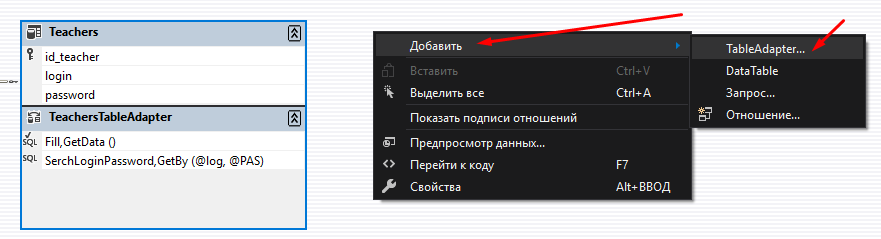 Teachers
id_teacher
login
password
TeachersTableAdapter
SQL Fill,GetData ()
SQL SerchLoginPassword,GetBy (@log, @PAS)
Добавить
Вставить Ctrl+V
Выделить все Ctrl+A
Показать подписи отношений
Предпросмотр данных...
Перейти к коду F7
Свойства Alt+ВВОД
TableAdapter...
DataTable
Запрос...
Отношение...